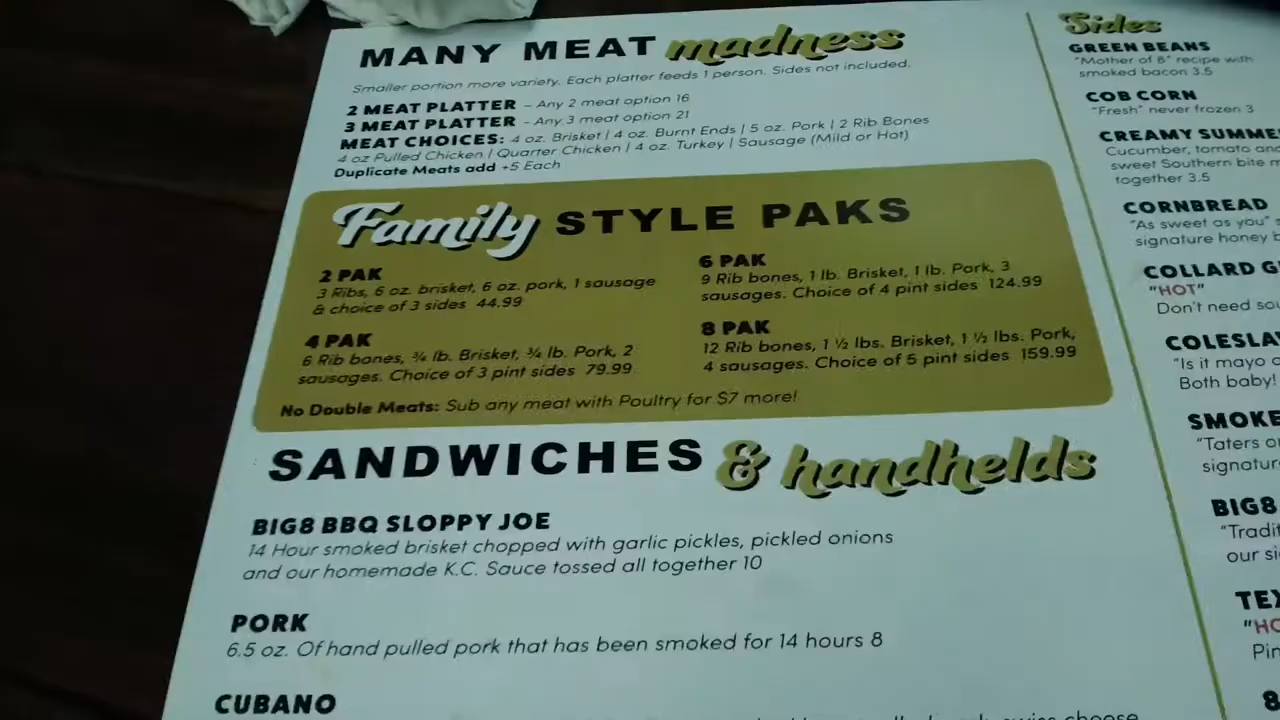 MANY MEAT madness
Smaller portion more variety. Each platter feeds 1 person. Sides not included.
2 MEAT PLATTER - Any 2 meat option 16
3 MEAT PLATTER - Any 3 meat option 21
MEAT CHOICES: 4 oz. Brisket | 4 oz. Burnt Ends | 5 oz. Pork | 2 Rib Bones
4 oz Pulled Chicken | Quarter Chicken | 4 oz. Turkey | Sausage (Mild or Hot)
Duplicate Meats add +5 Each
Family STYLE PAKS
2 PAK
3 Ribs, 6 oz. brisket, 6 oz. pork, 1 sausage
& choice of 3 sides 44.99
4 PAK
6 Rib bones, ¾ lb. Brisket, ¾ lb. Pork, 2
sausages. Choice of 3 pint sides 79.99
6 PAK
9 Rib bones, 1 lb. Brisket, 1 lb. Pork, 3
sausages. Choice of 4 pint sides 124.99
8 PAK
12 Rib bones, 1 ½ lbs. Brisket, 1 ½ lbs. Pork,
4 sausages. Choice of 5 pint sides 159.99
No Double Meats: Sub any meat with Poultry for $7 more!
SANDWICHES & handhelds
BIG8 BBQ SLOPPY JOE
14 Hour smoked brisket chopped with garlic pickles, pickled onions
and our homemade K.C. Sauce tossed all together 10
PORK
6.5 oz. Of hand pulled pork that has been smoked for 14 hours 8
CUBANO
choose
Sides
GREEN BEANS
"Mother of 8" recipe with
smoked bacon 3.5
COB CORN
"Fresh" never frozen 3
CREAMY
Cucumber, tomato and
sweet Southern bite
together 3.5
CORNBREAD
"As sweet as you"
signature honey
COLLARD
"HOT"
Don't need
"Is it mayo
Both baby!
"Taters
BIG8
our
8